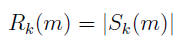 R_k(m) = |S_k(m)|